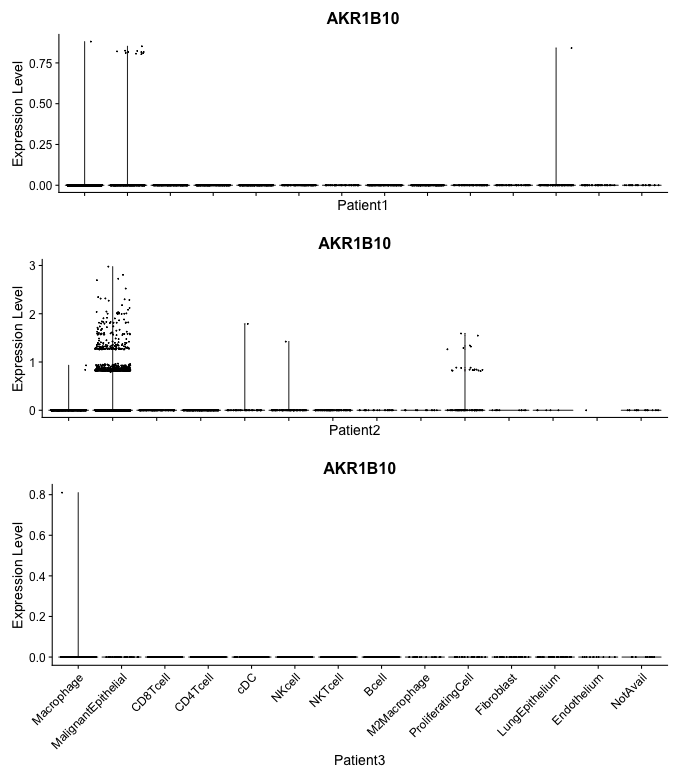 AKR1B10
Expression Level
0.75
0.50
0.25
0.00
Patient1
AKR1B10
Expression Level
3
2
1
0
Patient2
AKR1B10
Expression Level
0.8
0.6
0.4
0.2
0.0
Macrophage
MalignantEpithelial
CD8Tcell
CD4Tcell
cDC
NKcell
NKTcell
Bcell
M2Macrophage
ProliferatingCell
Fibroblast
LungEpithelium
Endothelium
NotAvail
Patient3